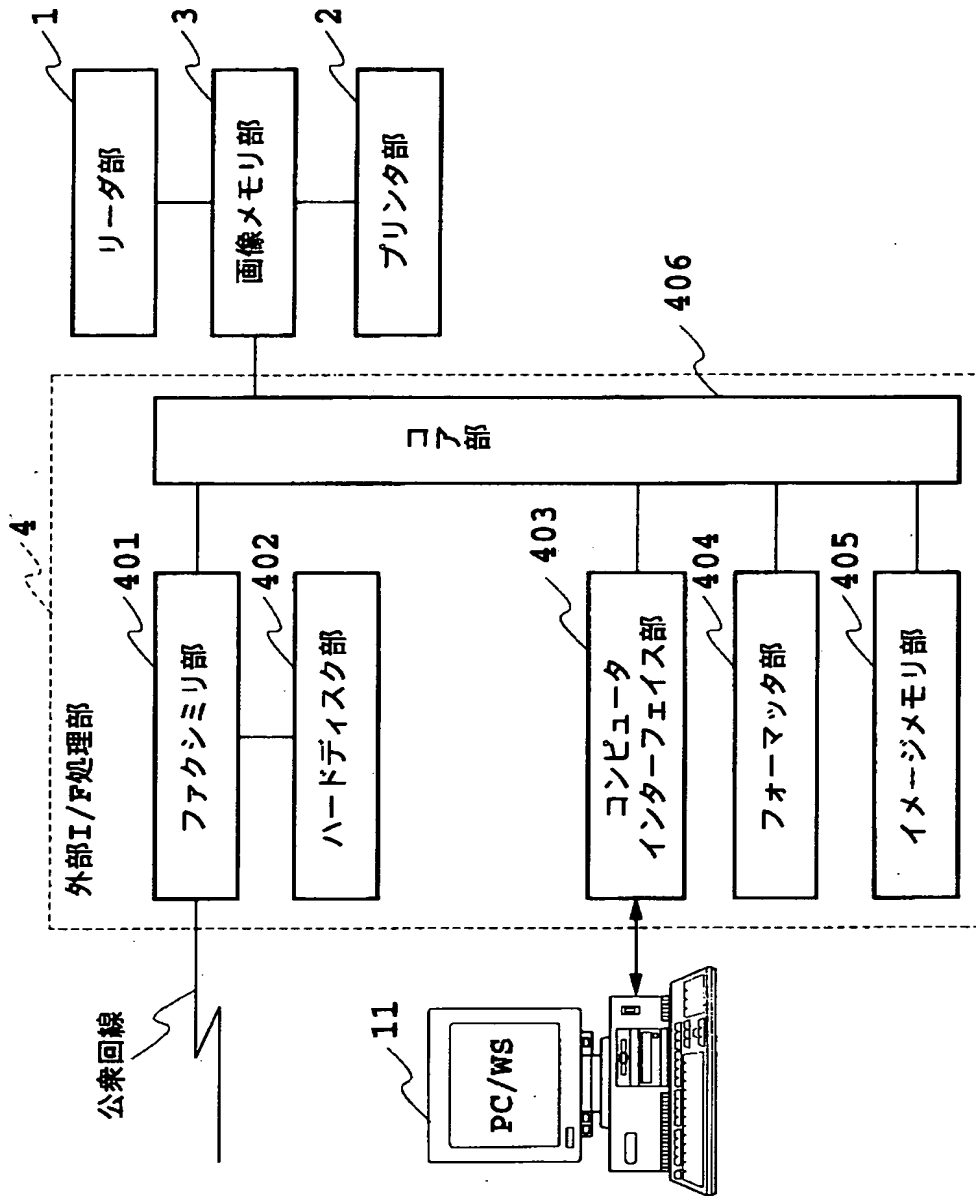 1
リーダ部
3
画像メモリ部
2
プリンタ部
4
外部I/F処理部
406
コア部
401
ファクシミリ部
402
ハードディスク部
403
コンピュータ
インターフェイス部
404
フォーマッタ部
405
イメージメモリ部
公衆回線
11
PC/WS